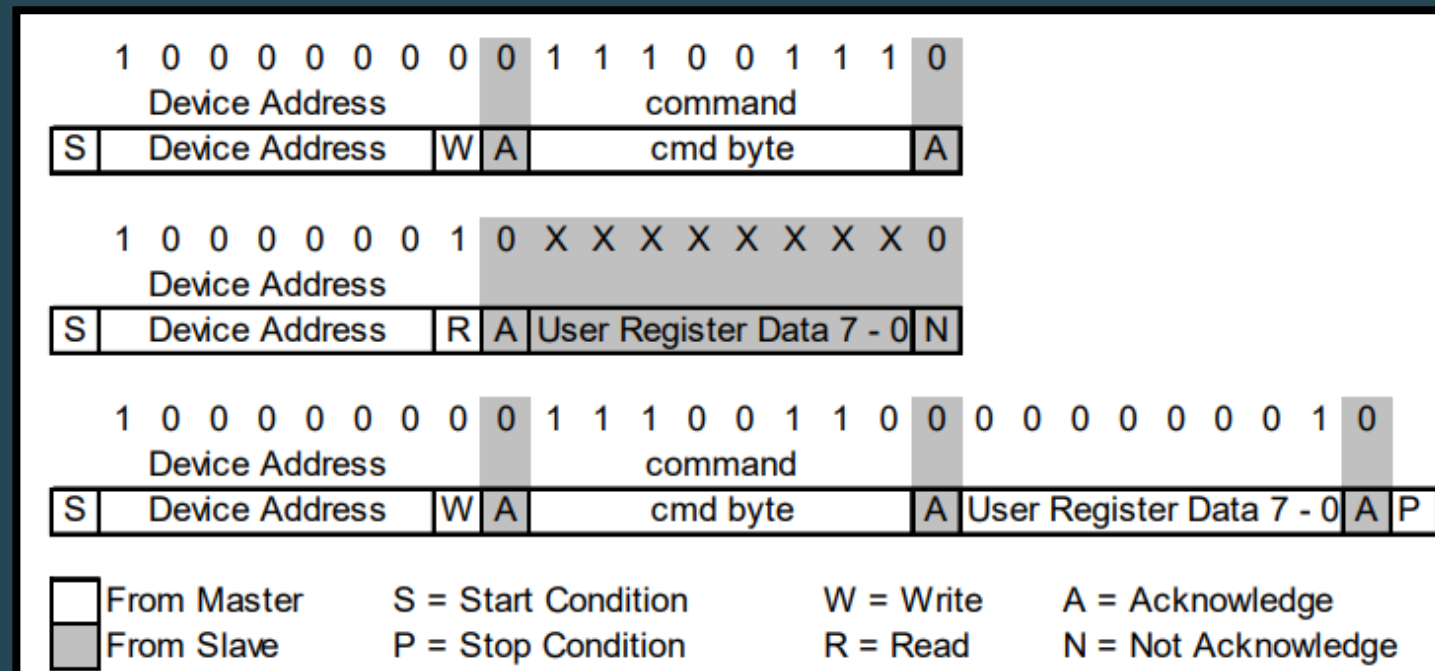 1 0 0 0 0 0 0 0 0 1 1 1 0 0 1 1 1 0
Device Address command
S Device Address W A cmd byte A
1 0 0 0 0 0 0 1 0 X X X X X X X X 0
Device Address
S Device Address R A User Register Data 7 - 0 N
1 0 0 0 0 0 0 0 0 1 1 1 0 0 1 1 0 0 0 0 0 0 0 0 0 1 0
Device Address command
S Device Address W A cmd byte A User Register Data 7 - 0 A P
From Master S = Start Condition W = Write A = Acknowledge
From Slave P = Stop Condition R = Read N = Not Acknowledge